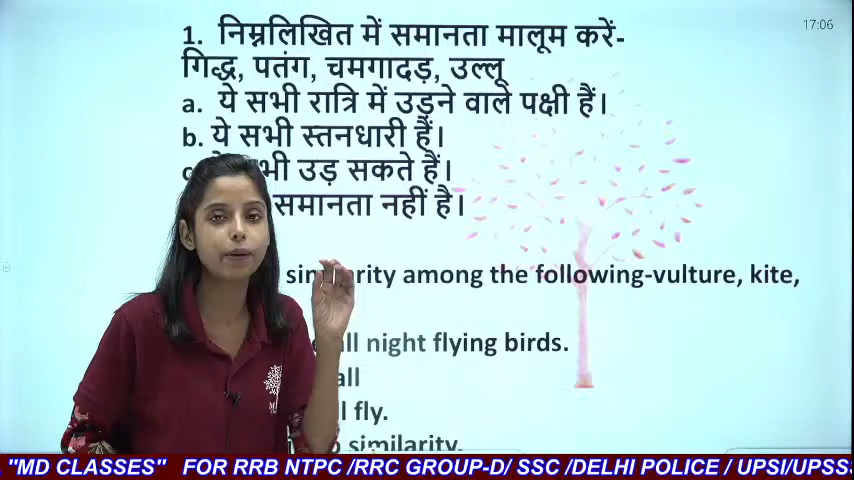 17:06
1. निम्नलिखित में समानता मालूम करें-
गिद्ध, पतंग, चमगादड़, उल्लू
a. ये सभी रात्रि में उड़ने वाले पक्षी हैं।
b. ये सभी स्तनधारी हैं।
उड़ सकते हैं।
समानता नहीं है।
similarity among the following-vulture, kite,
all night flying birds.
all
fly.
similarity.
"MD CLASSES" FOR RRB NTPC /RRC GROUP-D/ SSC /DELHI POLICE / UPSI/UPSSS